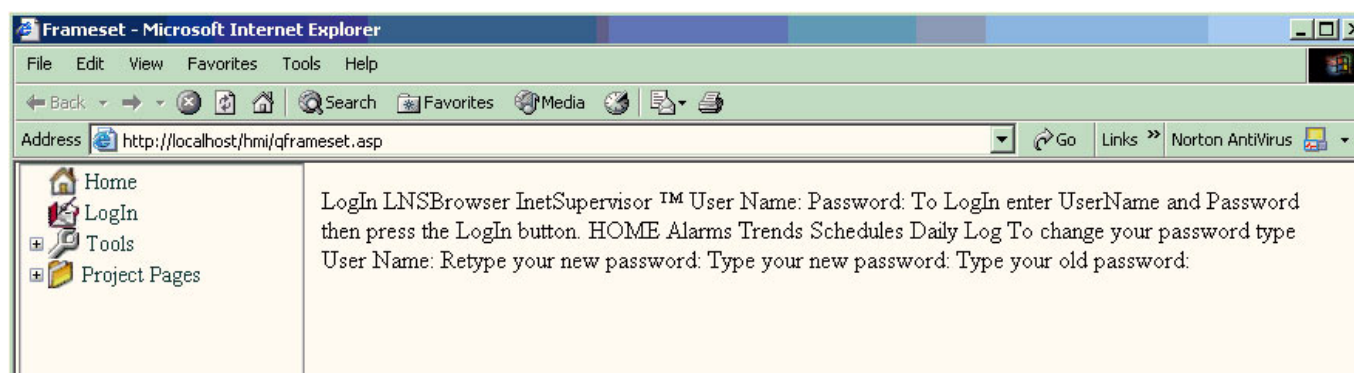 Frameset - Microsoft Internet Explorer
File Edit View Favorites Tools Help
Back Search Favorites Media
Address http://localhost/hmi/qframeset.asp Go Links » Norton AntiVirus
Home
LogIn
Tools
Project Pages
LogIn LNSBrowser InetSupervisor ™ User Name: Password: To LogIn enter UserName and Password
then press the LogIn button. HOME Alarms Trends Schedules Daily Log To change your password type
User Name: Retype your new password: Type your new password: Type your old password: